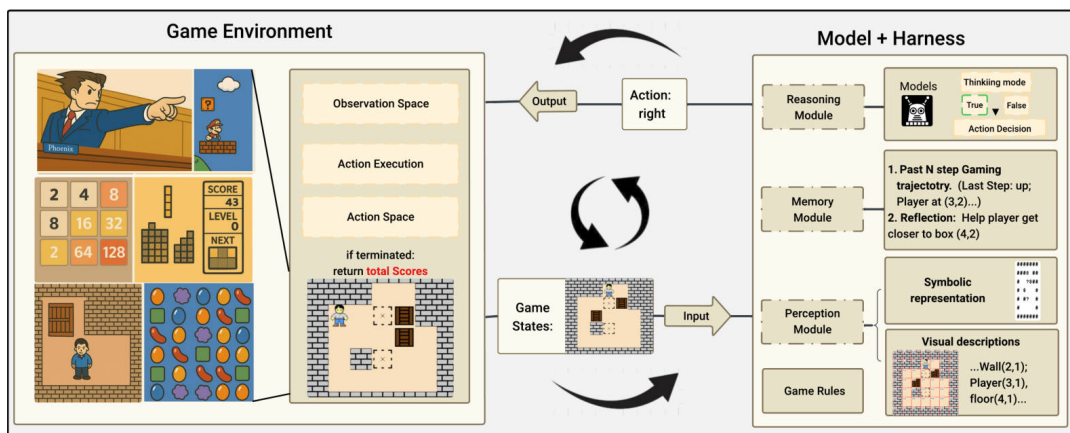 Game Environment
Phoenix
?
2 4 8
8 16 32
2 64 128
SCORE
43
LEVEL
0
NEXT
Observation Space
Action Execution
Action Space
if terminated:
return total Scores
Output
Action:
right
Game
States:
Input
Model + Harness
Reasoning
Module
Models
Thinkiing mode
True
False
Action Decision
Memory
Module
1. Past N step Gaming
trajectotry. (Last Step: up;
Player at (3,2)...)
2. Reflection: Help player get
closer to box (4,2)
Perception
Module
Symbolic
representation
Visual descriptions
...Wall(2,1);
Player(3,1),
floor(4,1)...
Game Rules